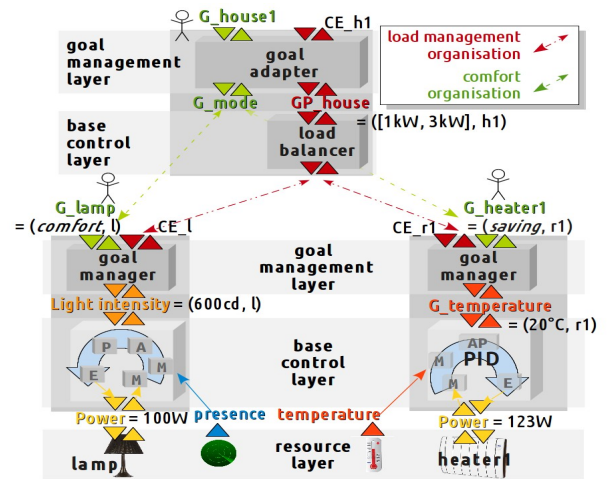 G_house1
CE_h1
goal
management
layer
goal
adapter
load management
organisation
comfort
organisation
G_mode
GP_house
= ([1kW, 3kW], h1)
base
control
layer
load
balancer
G_lamp
= (comfort, l)
CE_l
G_heater1
CE_r1
= (saving, r1)
goal
manager
goal
management
layer
goal
manager
Light intensity = (600cd, l)
G_temperature
= (20°C, r1)
P
A
M
E
M
base
control
layer
AP
PID
M
M
E
Power = 100W
presence
temperature
Power = 123W
lamp
resource
layer
heater1